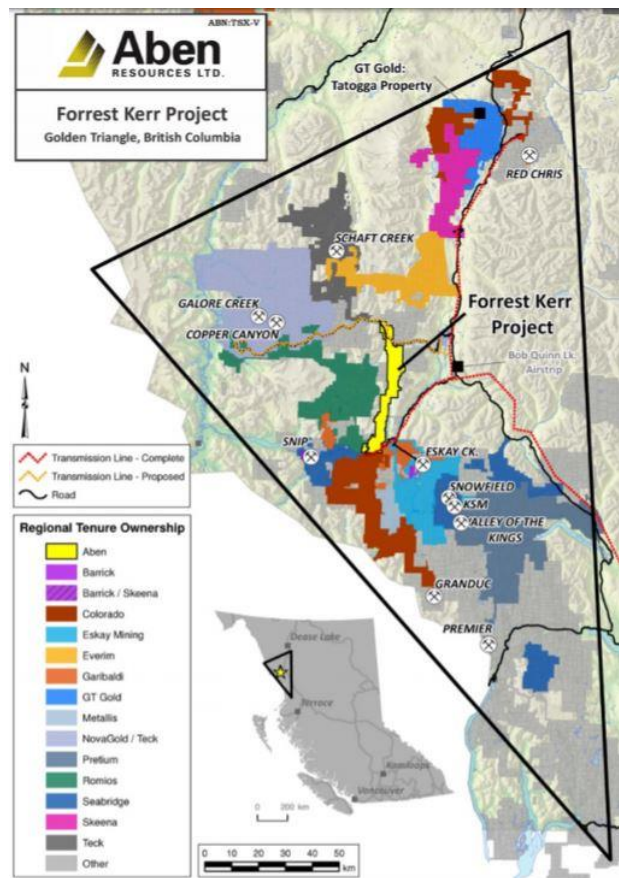 ABN:TSX-V
Aben
RESOURCES LTD.
Forrest Kerr Project
Golden Triangle, British Columbia
GT Gold:
Tatogga Property
RED CHRIS
SCHAFT CREEK
GALORE CREEK
COPPER CANYON
Forrest Kerr
Project
Bob Quinn Lk.
Airstrip
N
SNIP
ESKAY CK.
SNOWFIELD
KSM
VALLEY OF THE
KINGS
GRANDUC
PREMIER
Transmission Line - Complete
Transmission Line - Proposed
Road
Regional Tenure Ownership
Aben
Barrick
Barrick / Skeena
Colorado
Eskay Mining
Everim
Garibaldi
GT Gold
Metallis
NovaGold / Teck
Pretium
Romios
Seabridge
Skeena
Teck
Other
Dease Lake
Terrace
Kamloops
Vancouver
0 200 km
0 10 20 30 40 50
km